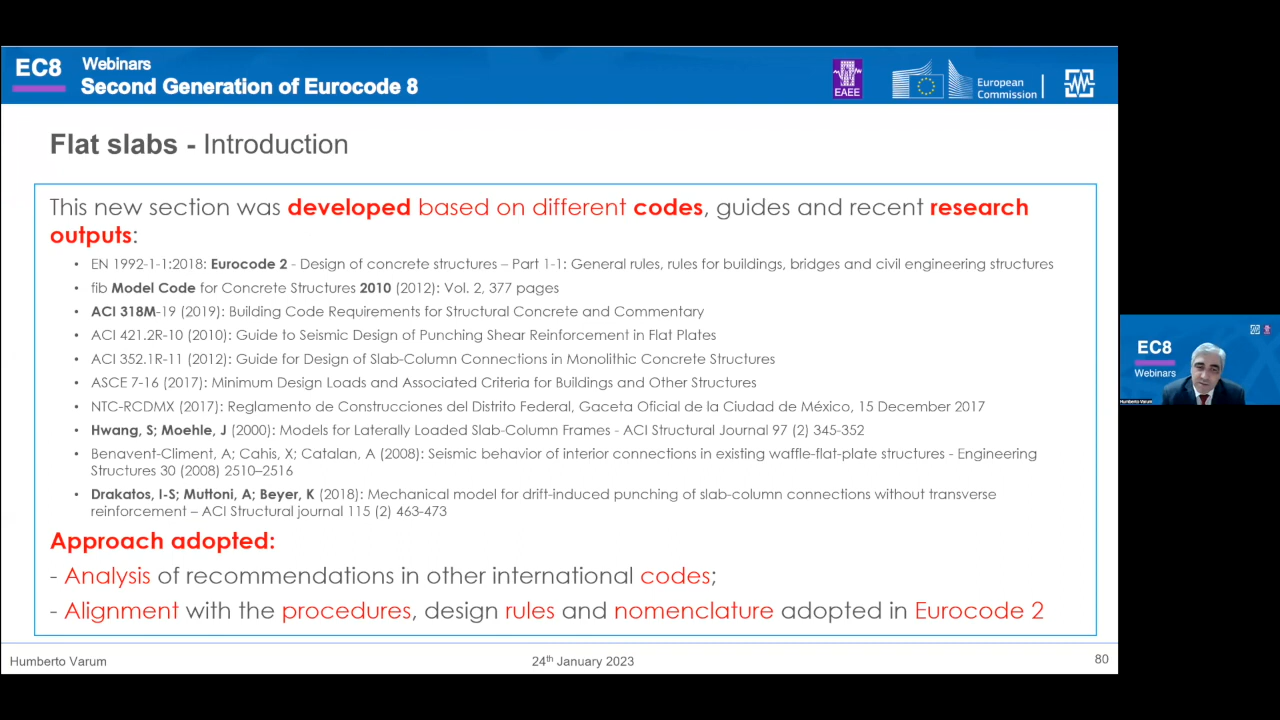 EC8
Webinars
Second Generation of Eurocode 8
EAEE
European
Commission
Flat slabs - Introduction
This new section was developed based on different codes, guides and recent research
outputs:
• EN 1992-1-1:2018: Eurocode 2 - Design of concrete structures – Part 1-1: General rules, rules for buildings, bridges and civil engineering structures
• fib Model Code for Concrete Structures 2010 (2012): Vol. 2, 377 pages
• ACI 318M-19 (2019): Building Code Requirements for Structural Concrete and Commentary
• ACI 421.2R-10 (2010): Guide to Seismic Design of Punching Shear Reinforcement in Flat Plates
• ACI 352.1R-11 (2012): Guide for Design of Slab-Column Connections in Monolithic Concrete Structures
• ASCE 7-16 (2017): Minimum Design Loads and Associated Criteria for Buildings and Other Structures
• NTC-RCDMX (2017): Reglamento de Construcciones del Distrito Federal, Gaceta Oficial de la Ciudad de México, 15 December 2017
• Hwang, S; Moehle, J (2000): Models for Laterally Loaded Slab-Column Frames - ACI Structural Journal 97 (2) 345-352
• Benavent-Climent, A; Cahis, X; Catalan, A (2008): Seismic behavior of interior connections in existing waffle-flat-plate structures - Engineering
Structures 30 (2008) 2510–2516
• Drakatos, I-S; Muttoni, A; Beyer, K (2018): Mechanical model for drift-induced punching of slab-column connections without transverse
reinforcement – ACI Structural journal 115 (2) 463-473
Approach adopted:
- Analysis of recommendations in other international codes;
- Alignment with the procedures, design rules and nomenclature adopted in Eurocode 2
Humberto Varum
24th January 2023
80
EC8
Webinars
Humberto Varum